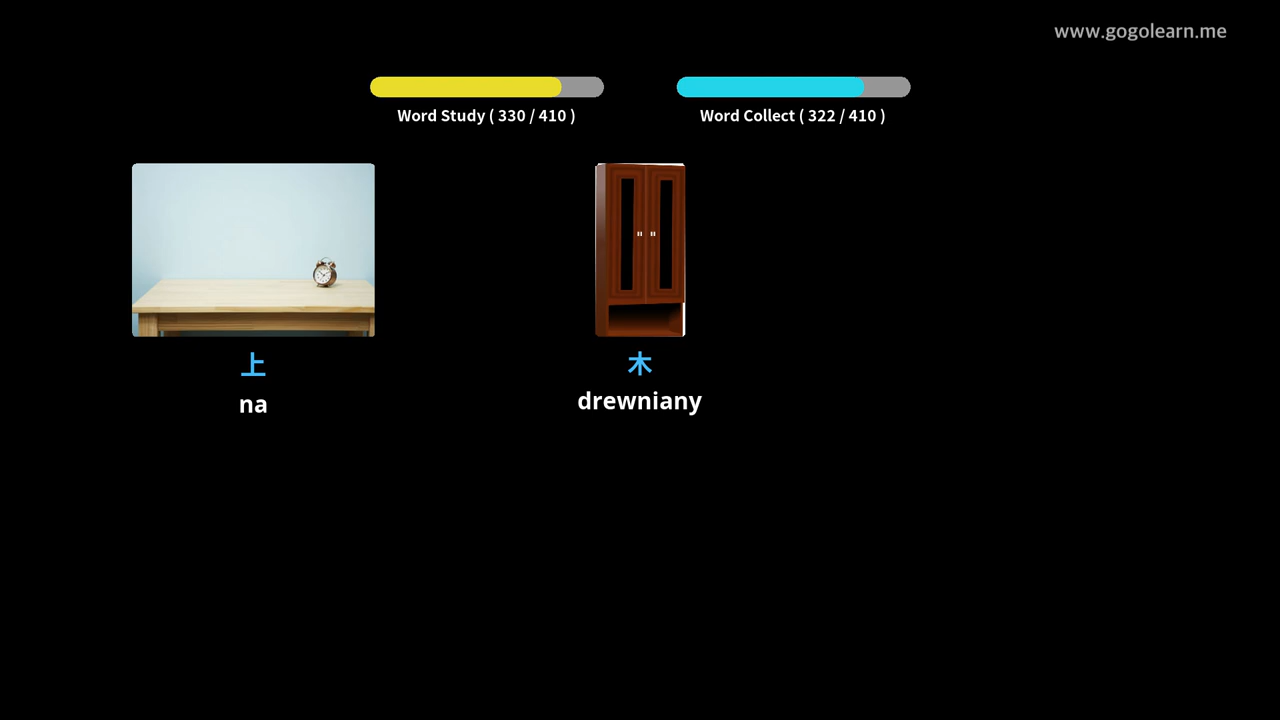 www.gogolearn.me
Word Study ( 330 / 410 )
Word Collect ( 322 / 410 )
上
na
木
drewniany